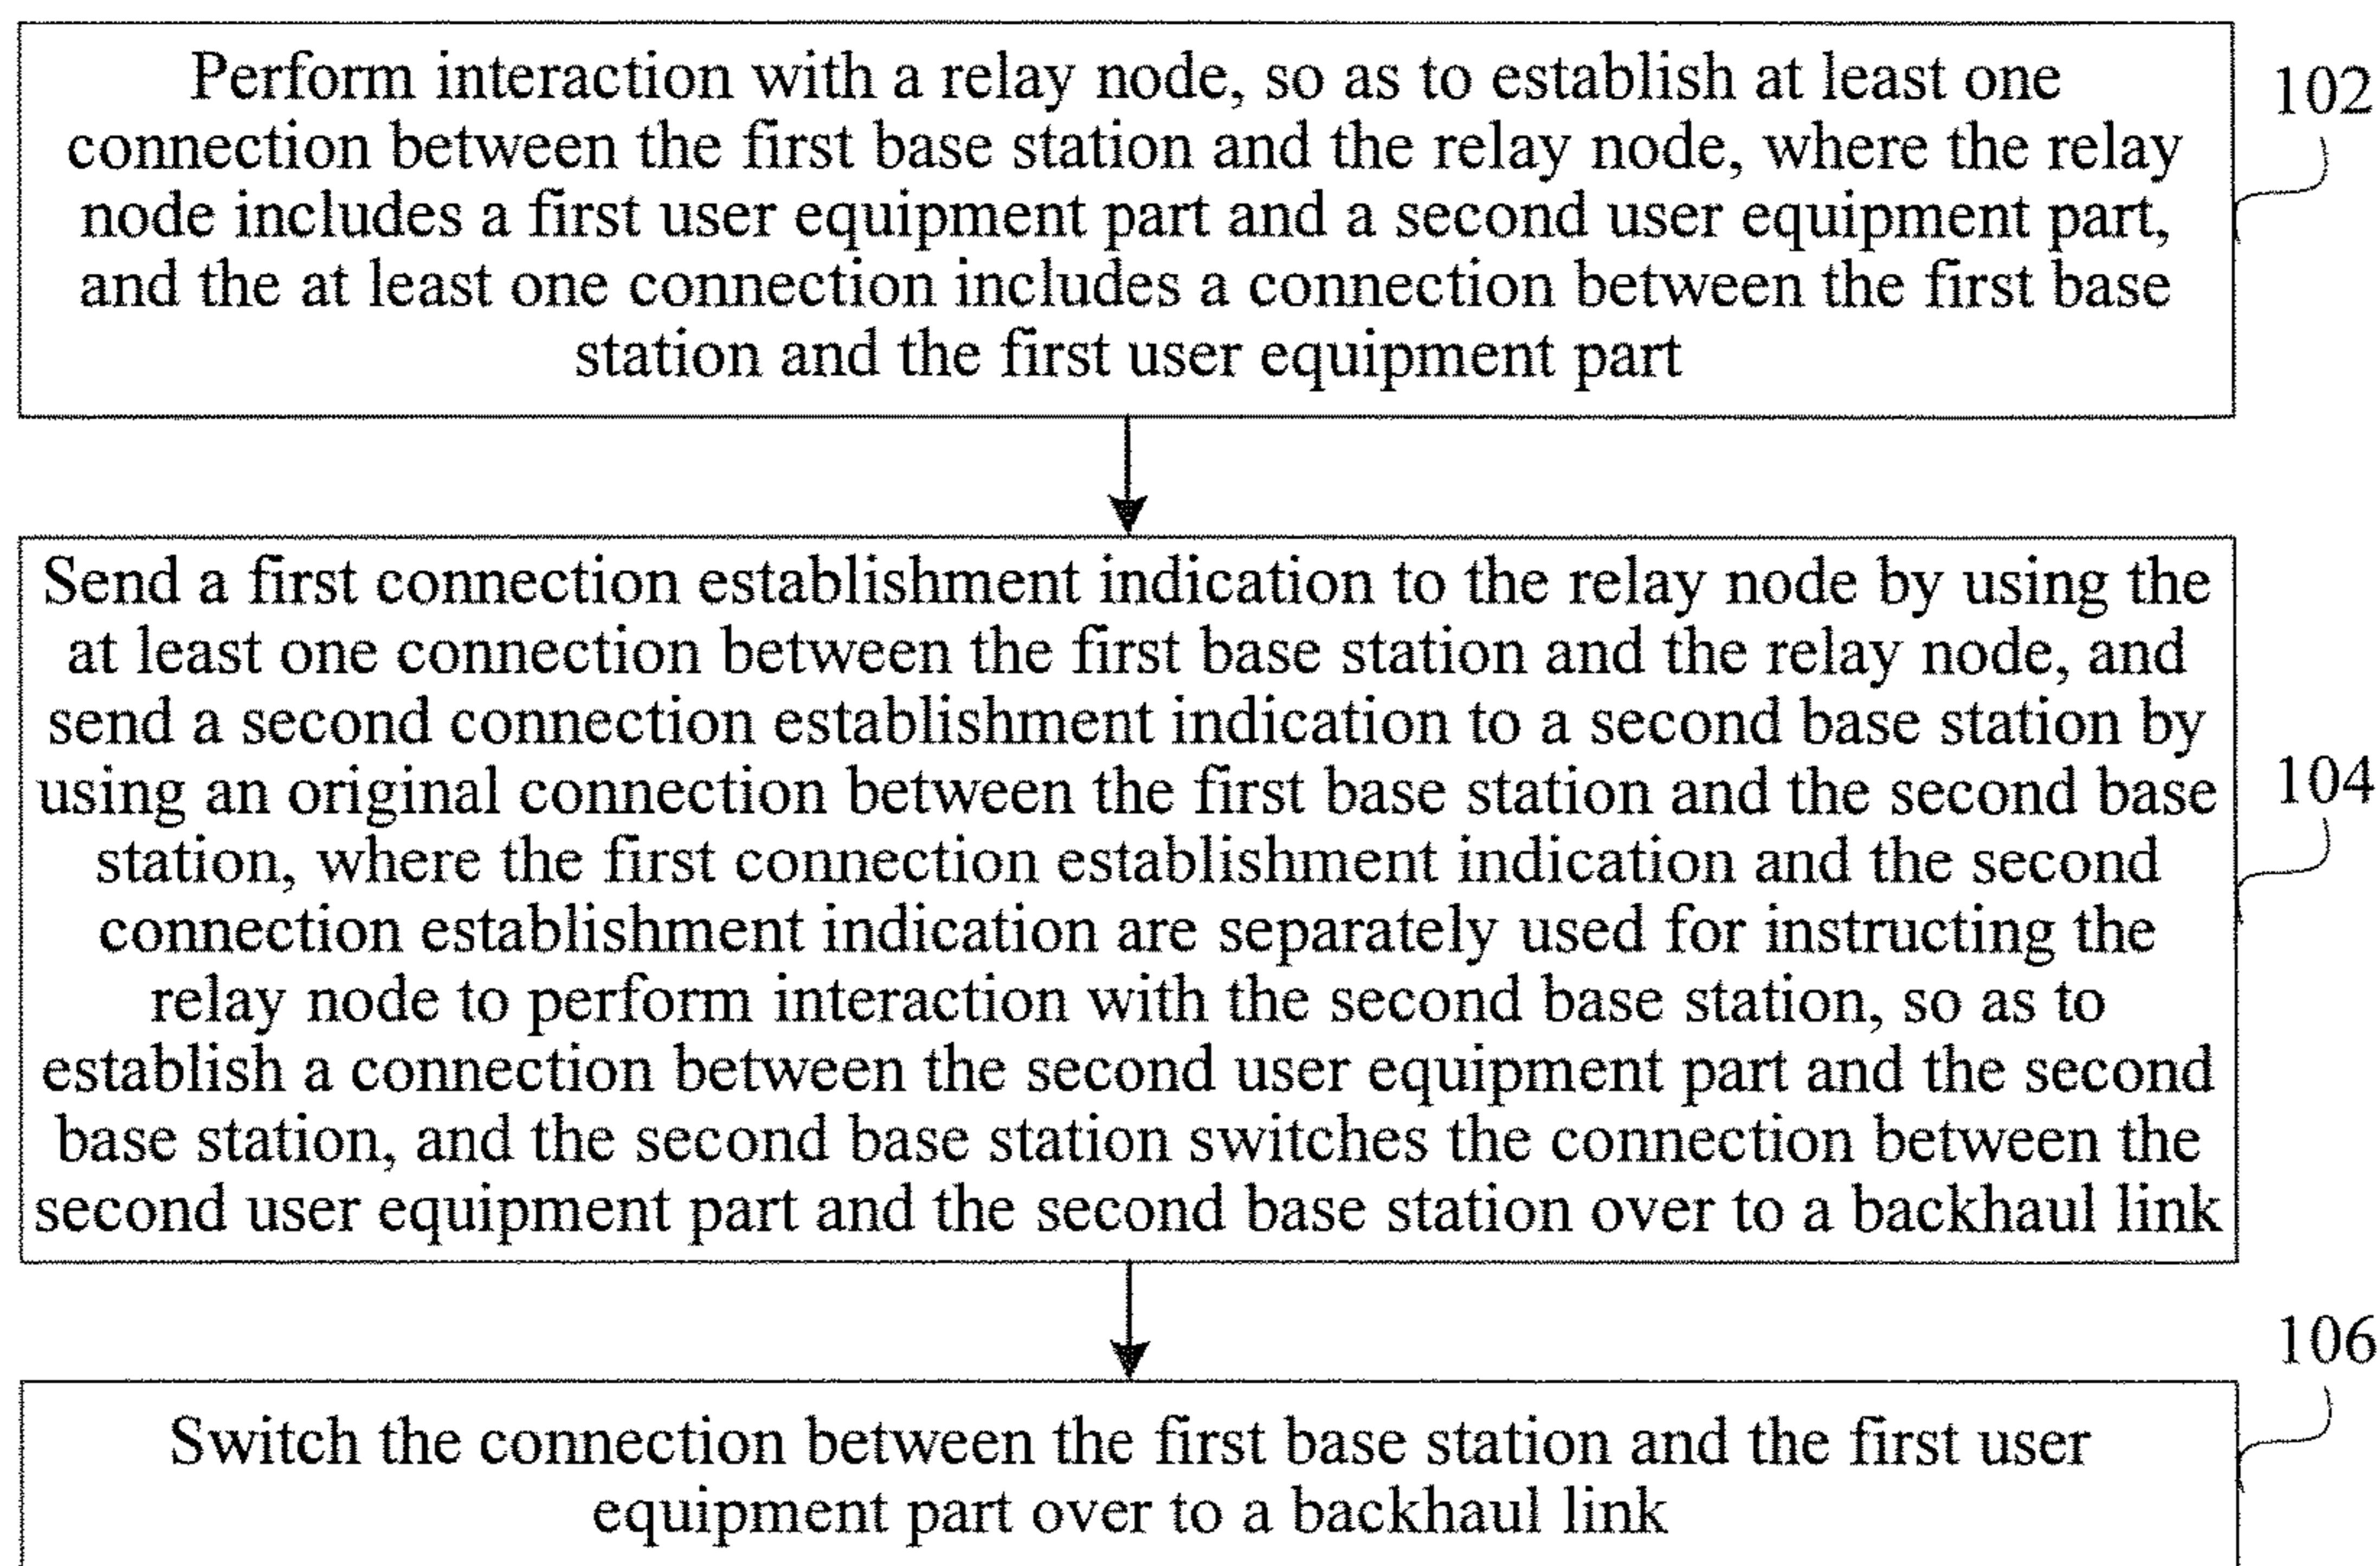 Perform interaction with a relay node, so as to establish at least one
connection between the first base station and the relay node, where the relay
node includes a first user equipment part and a second user equipment part,
and the at least one connection includes a connection between the first base
station and the first user equipment part
102
Send a first connection establishment indication to the relay node by using the
at least one connection between the first base station and the relay node, and
send a second connection establishment indication to a second base station by
using an original connection between the first base station and the second base
station, where the first connection establishment indication and the second
connection establishment indication are separately used for instructing the
relay node to perform interaction with the second base station, so as to
establish a connection between the second user equipment part and the second
base station, and the second base station switches the connection between the
second user equipment part and the second base station over to a backhaul link
104
Switch the connection between the first base station and the first user
equipment part over to a backhaul link
106